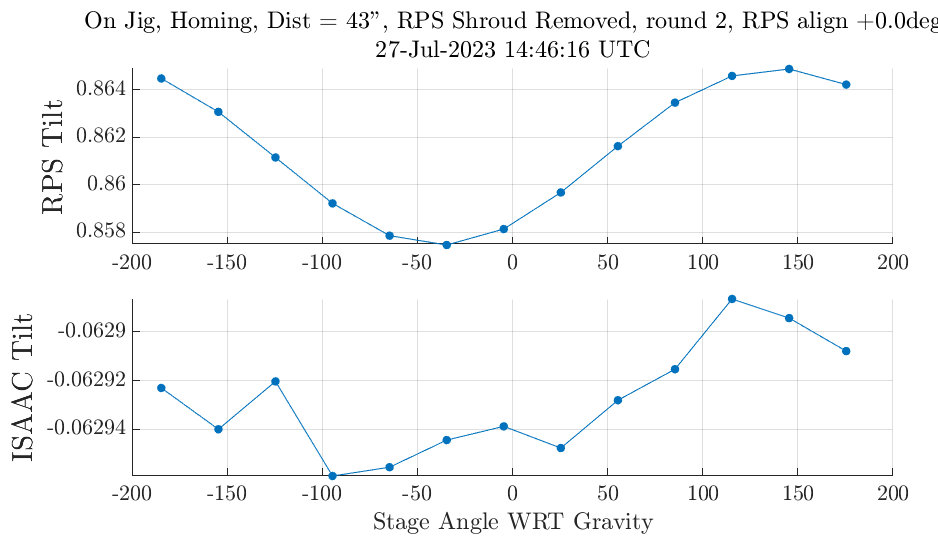 On Jig, Homing, Dist = 43", RPS Shroud Removed, round 2, RPS align +0.0deg
27-Jul-2023 14:46:16 UTC
RPS Tilt
0.864
0.862
0.86
0.858
-200 -150 -100 -50 0 50 100 150 200
ISAAC Tilt
-0.0629
-0.06292
-0.06294
-200 -150 -100 -50 0 50 100 150 200
Stage Angle WRT Gravity